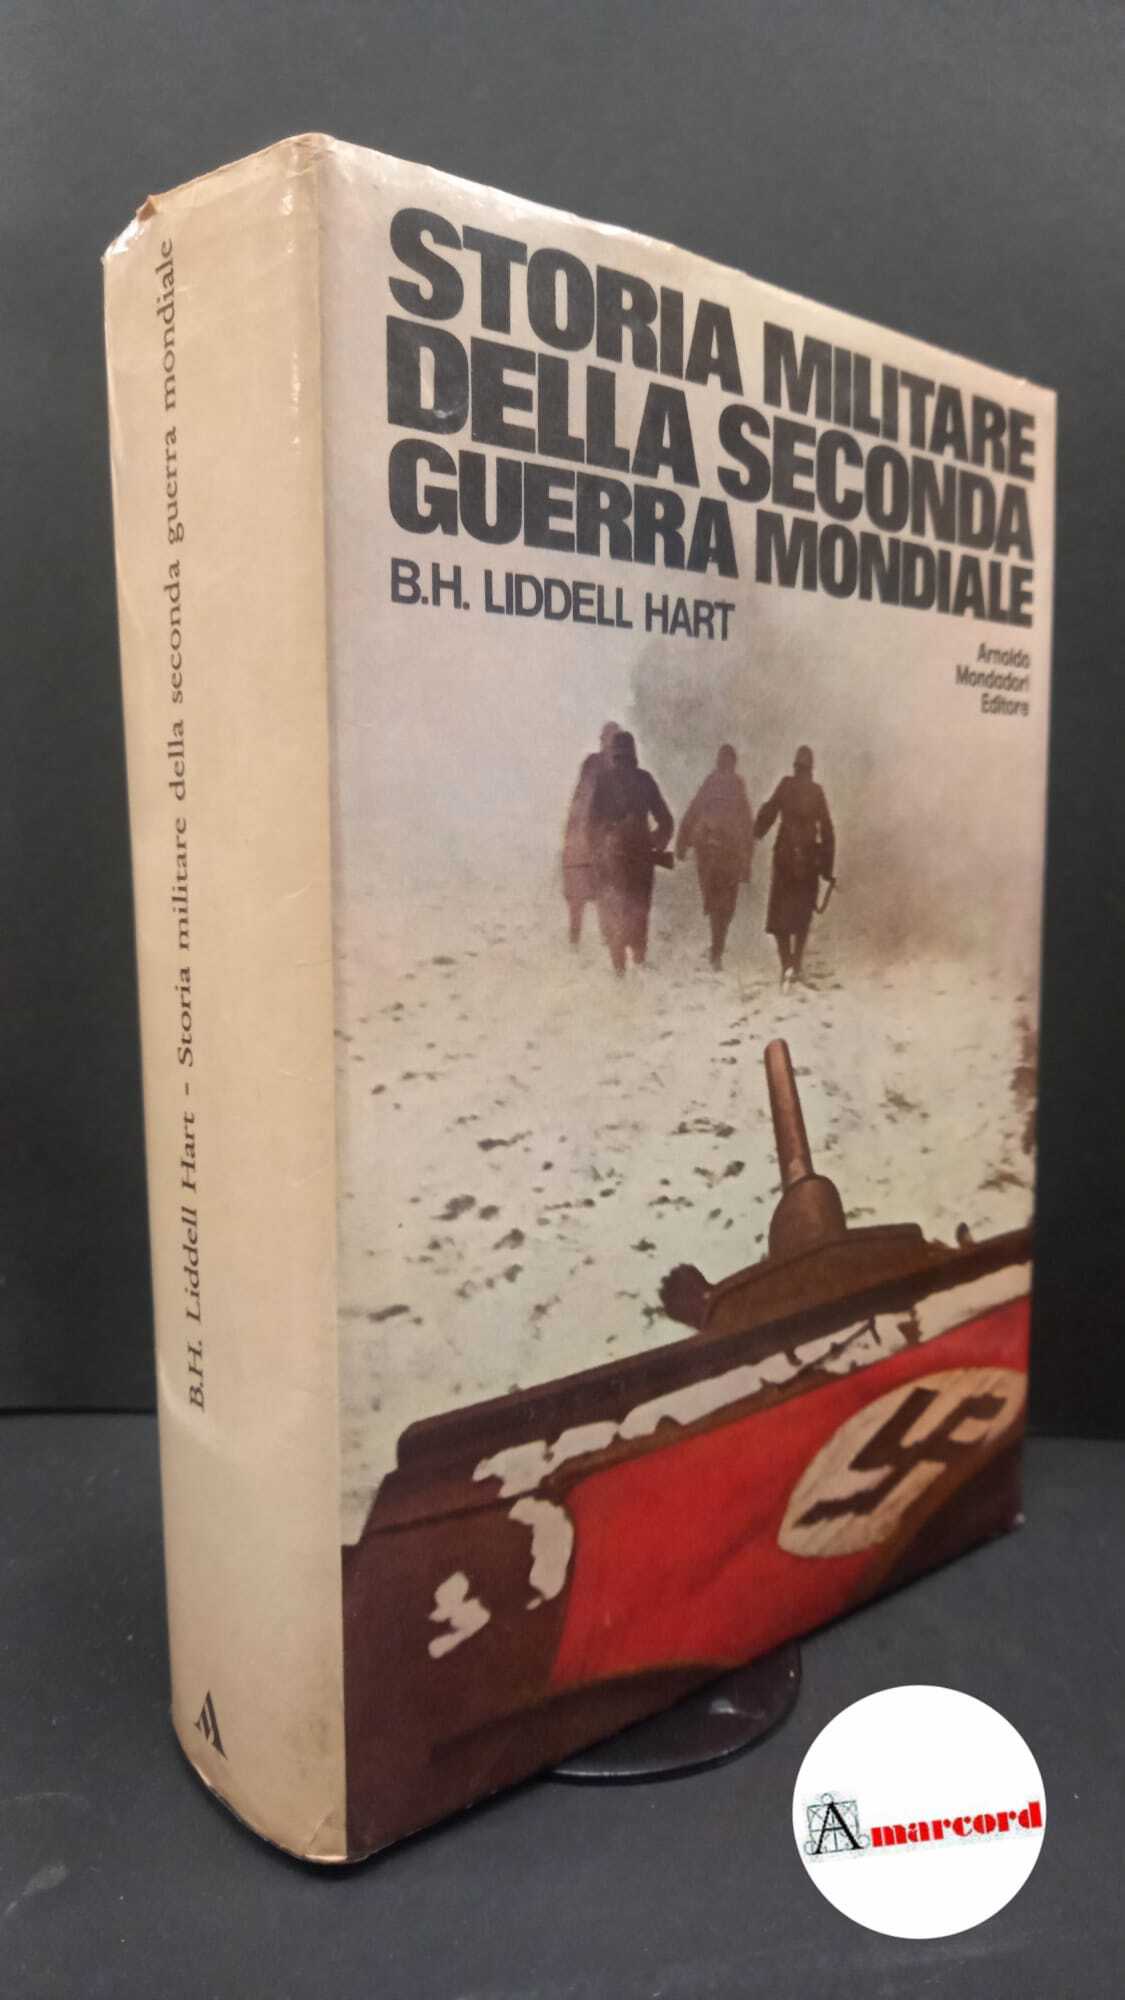 B.H. Liddell Hart - Storia militare della seconda guerra mondiale
STORIA MILITARE
DELLA SECONDA
GUERRA MONDIALE
B.H. LIDDELL HART
Arnoldo
Mondadori
Editore
Amarcord